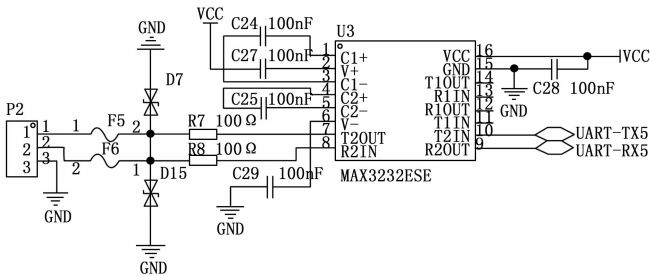 GND
VCC
C24 100nF
C27 100nF
C25 100nF
U3
1 C1+
2 V+
3 C1-
4 C2+
5 C2-
6 V-
7 T2OUT
8 R2IN
VCC 16
GND 15
T1OUT 14
R1IN 13
R1OUT 12
T1IN 11
T2IN 10
R2OUT 9
MAX3232ESE
VCC
C28 100nF
GND
UART-TX5
UART-RX5
D7
P2
1 1
2 2
3 3
1 F5 2
2 F6 1
R7 100Ω
R8 100Ω
D15
C29 100nF
GND
GND
GND